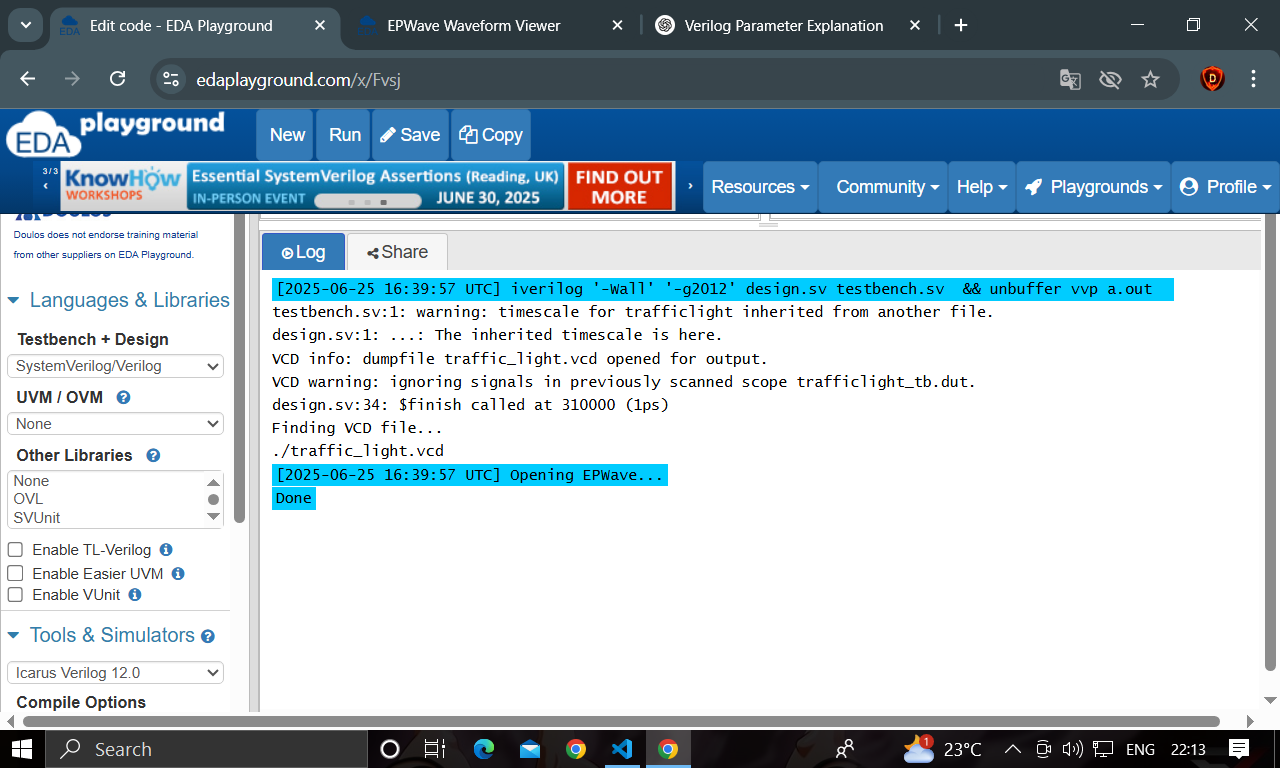 Edit code - EDA Playground
EPWave Waveform Viewer
Verilog Parameter Explanation
edaplayground.com/x/Fvsj
EDA playground
New
Run
Save
Copy
3 / 3
KnowHow WORKSHOPS
Essential SystemVerilog Assertions (Reading, UK)
IN-PERSON EVENT
JUNE 30, 2025
FIND OUT MORE
Resources
Community
Help
Playgrounds
Profile
DOULOS
Doulos does not endorse training material
from other suppliers on EDA Playground.
Languages & Libraries
Testbench + Design
SystemVerilog/Verilog
UVM / OVM
None
Other Libraries
None
OVL
SVUnit
Enable TL-Verilog
Enable Easier UVM
Enable VUnit
Tools & Simulators
Icarus Verilog 12.0
Compile Options
Log
Share
[2025-06-25 16:39:57 UTC] iverilog '-Wall' '-g2012' design.sv testbench.sv  && unbuffer vvp a.out
testbench.sv:1: warning: timescale for trafficlight inherited from another file.
design.sv:1: ...: The inherited timescale is here.
VCD info: dumpfile traffic_light.vcd opened for output.
VCD warning: ignoring signals in previously scanned scope trafficlight_tb.dut.
design.sv:34: $finish called at 310000 (1ps)
Finding VCD file...
./traffic_light.vcd
[2025-06-25 16:39:57 UTC] Opening EPWave...
Done
Search
1
23°C
ENG
22:13